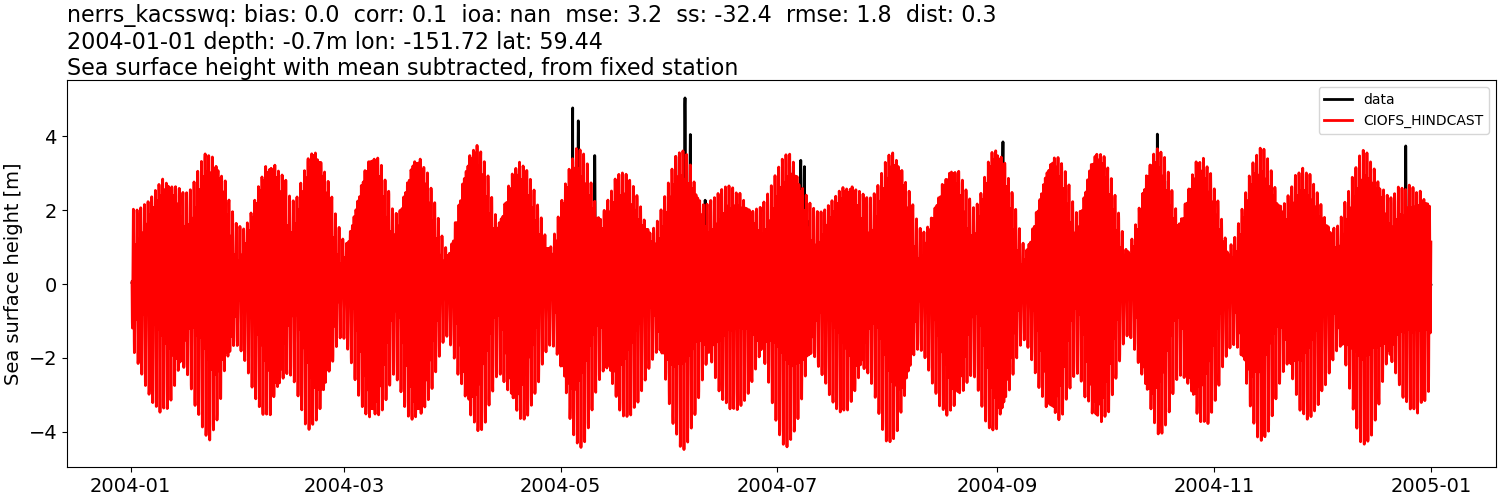 nerrs_kacsswq: bias: 0.0  corr: 0.1  ioa: nan  mse: 3.2  ss: -32.4  rmse: 1.8  dist: 0.3
2004-01-01 depth: -0.7m lon: -151.72 lat: 59.44
Sea surface height with mean subtracted, from fixed station
data
CIOFS_HINDCAST
Sea surface height [m]
4
2
0
−2
−4
2004-01
2004-03
2004-05
2004-07
2004-09
2004-11
2005-01